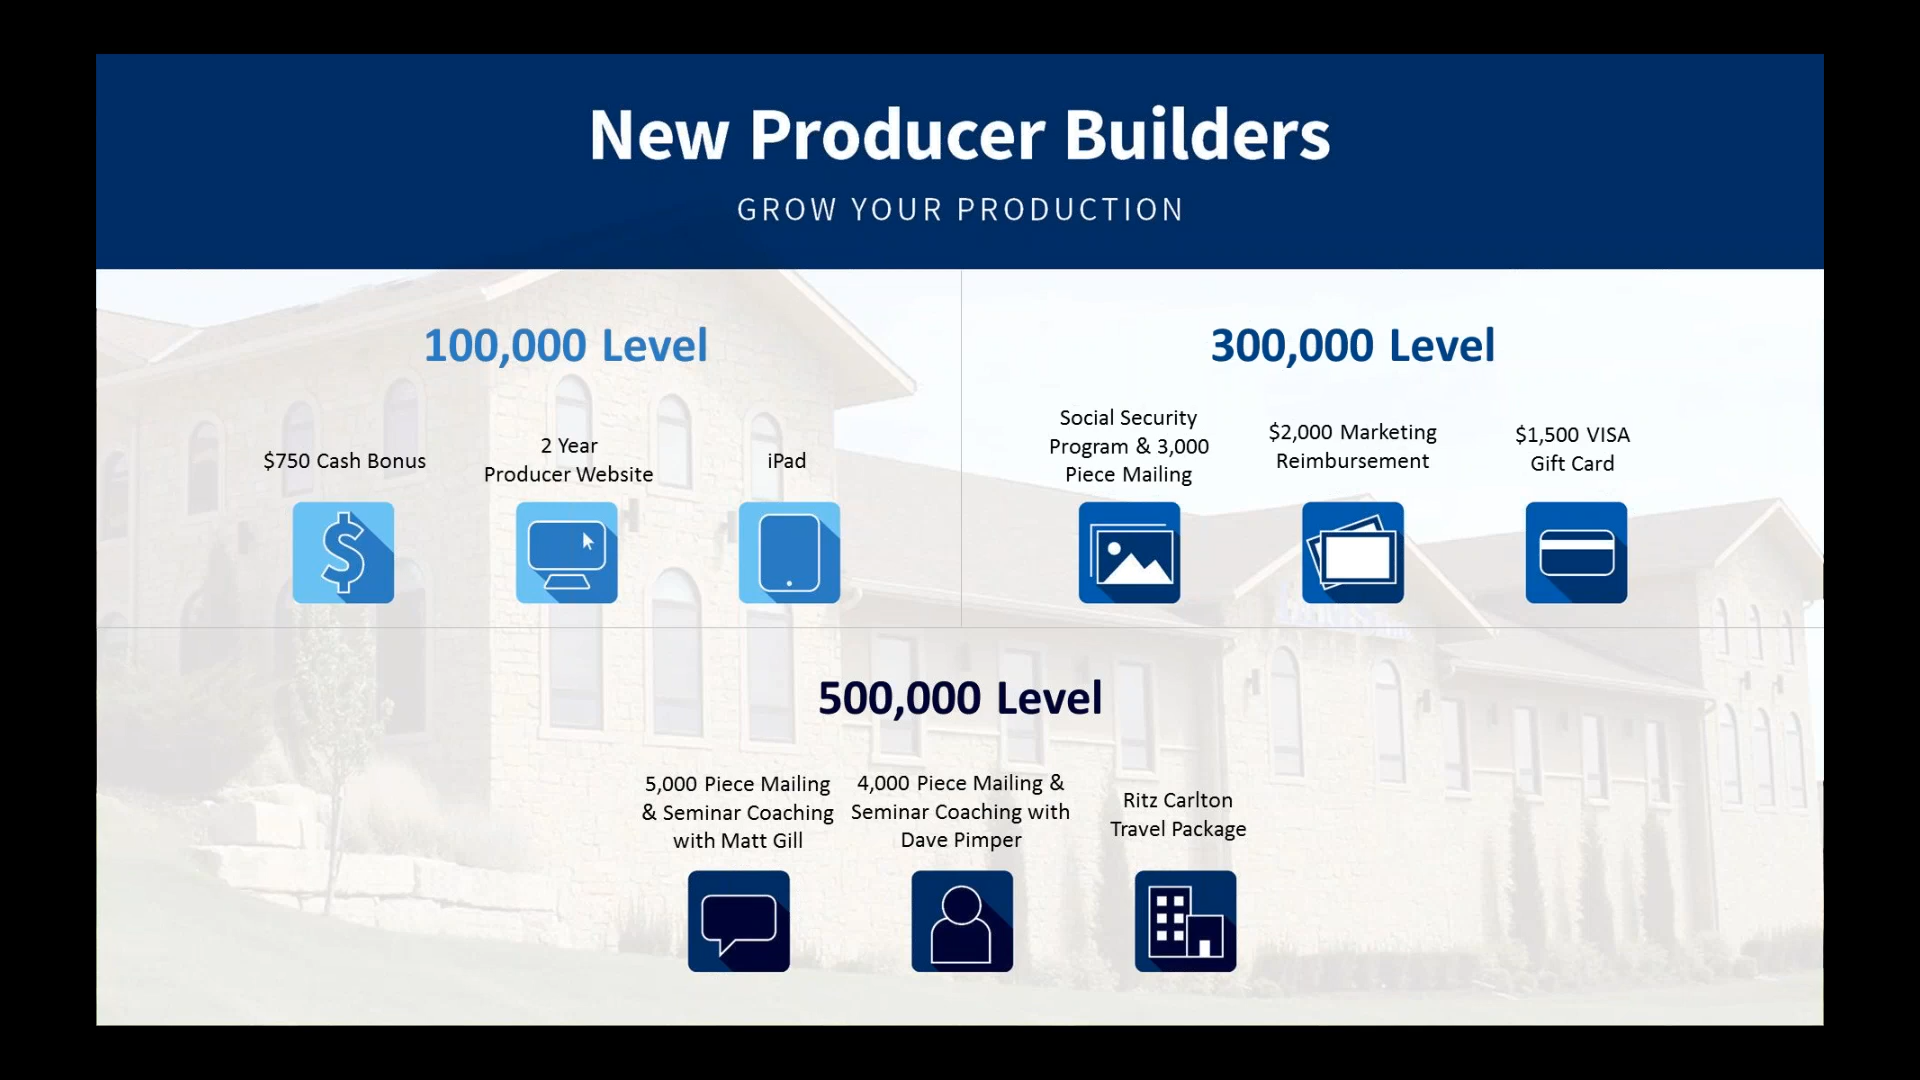 New Producer Builders
GROW YOUR PRODUCTION
100,000 Level
$750 Cash Bonus
2 Year
Producer Website
iPad
300,000 Level
Social Security
Program & 3,000
Piece Mailing
$2,000 Marketing
Reimbursement
$1,500 VISA
Gift Card
500,000 Level
5,000 Piece Mailing
& Seminar Coaching
with Matt Gill
4,000 Piece Mailing &
Seminar Coaching with
Dave Pimper
Ritz Carlton
Travel Package